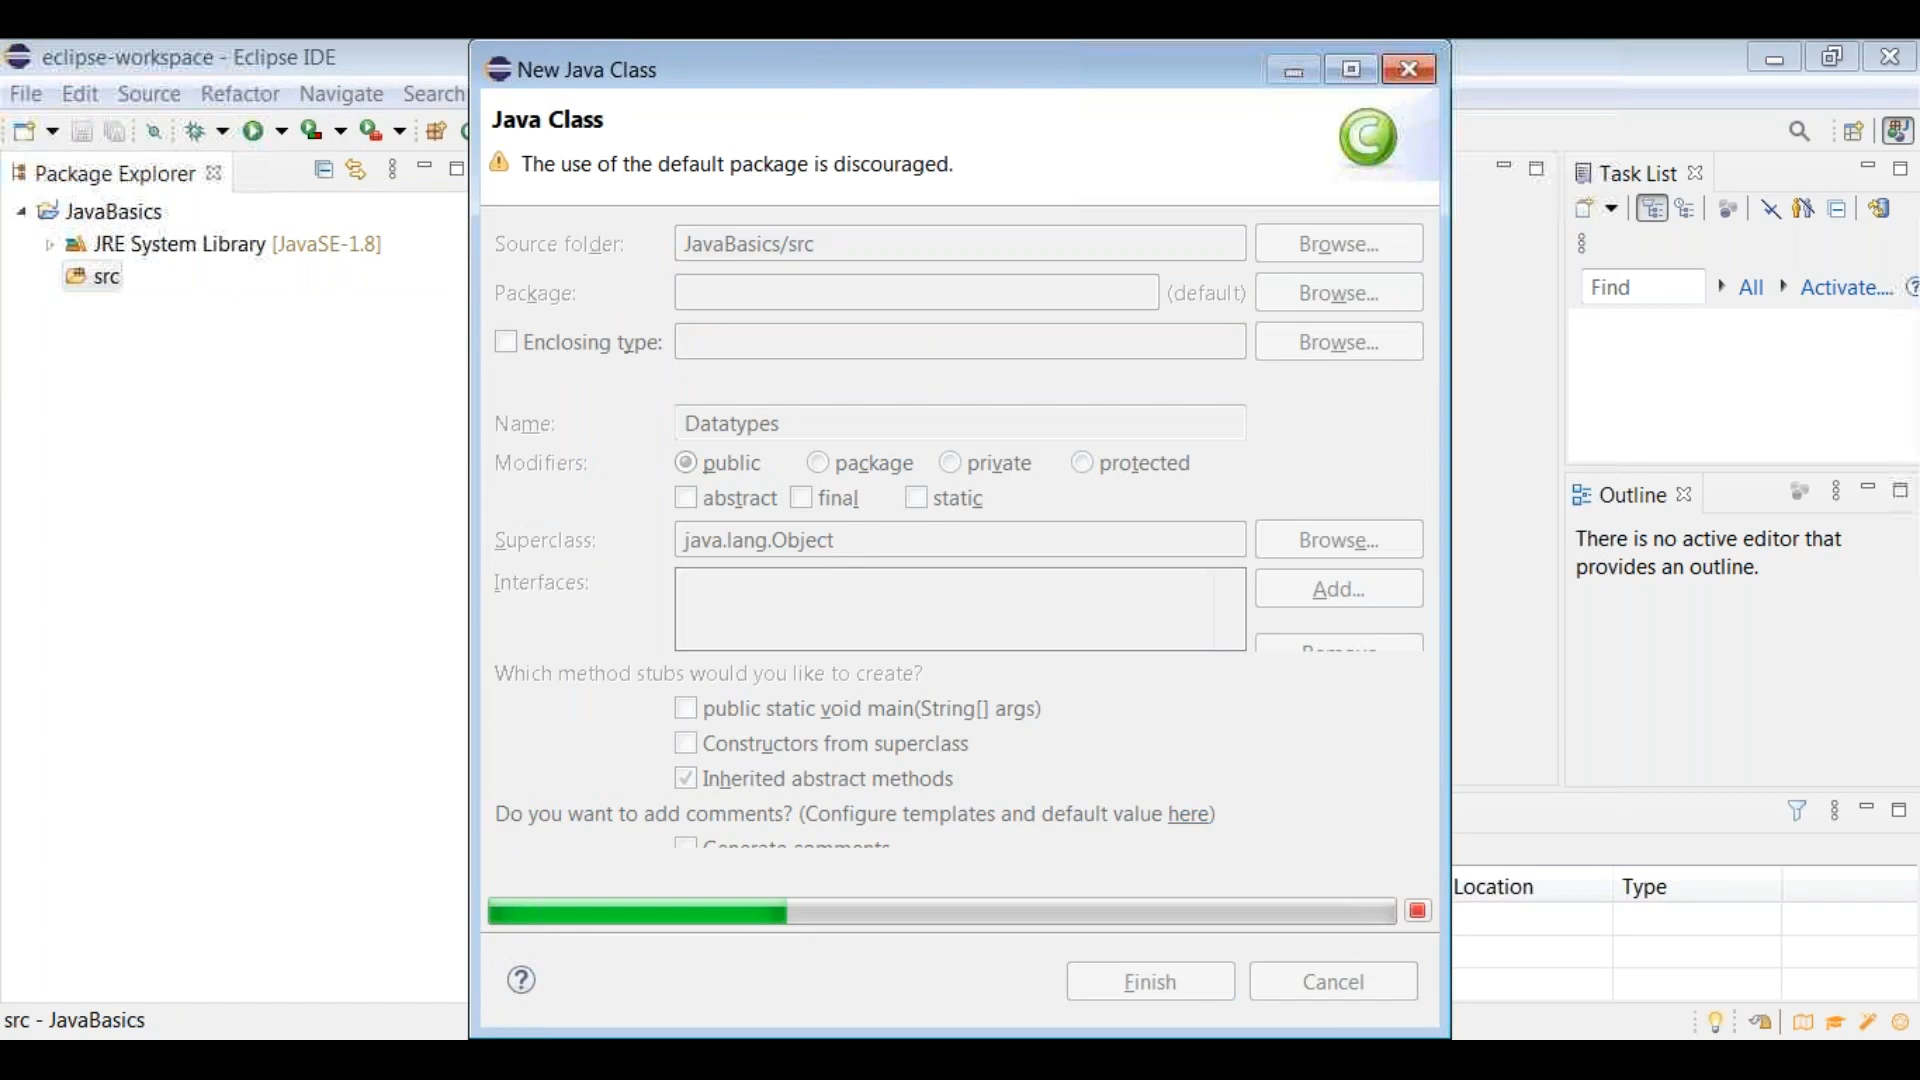 eclipse-workspace - Eclipse IDE
File Edit Source Refactor Navigate Search
Package Explorer
JavaBasics
JRE System Library [JavaSE-1.8]
src
New Java Class
Java Class
The use of the default package is discouraged.
Source folder: JavaBasics/src Browse...
Package: (default) Browse...
Enclosing type: Browse...
Name: Datatypes
Modifiers: public package private protected
abstract final static
Superclass: java.lang.Object Browse...
Interfaces: Add...
Remove
Which method stubs would you like to create?
public static void main(String[] args)
Constructors from superclass
Inherited abstract methods
Do you want to add comments? (Configure templates and default value here)
Generate comments
Finish Cancel
Task List
Find All Activate...
Outline
There is no active editor that
provides an outline.
Location Type
src - JavaBasics